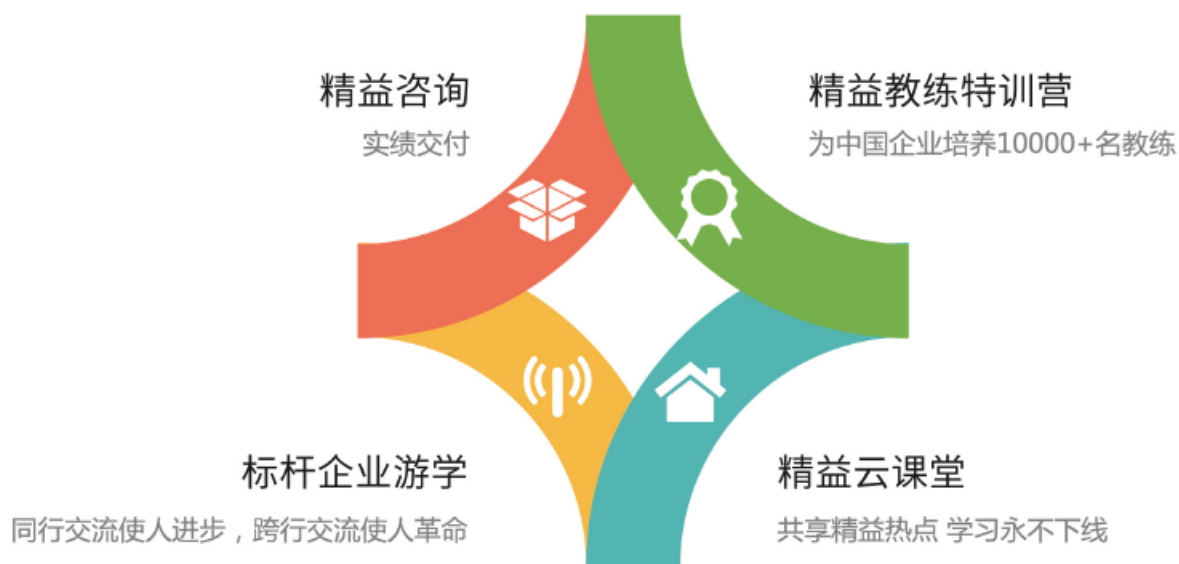 精益咨询
实绩交付
精益教练特训营
为中国企业培养10000+名教练
标杆企业游学
同行交流使人进步，跨行交流使人革命
精益云课堂
共享精益热点 学习永不下线